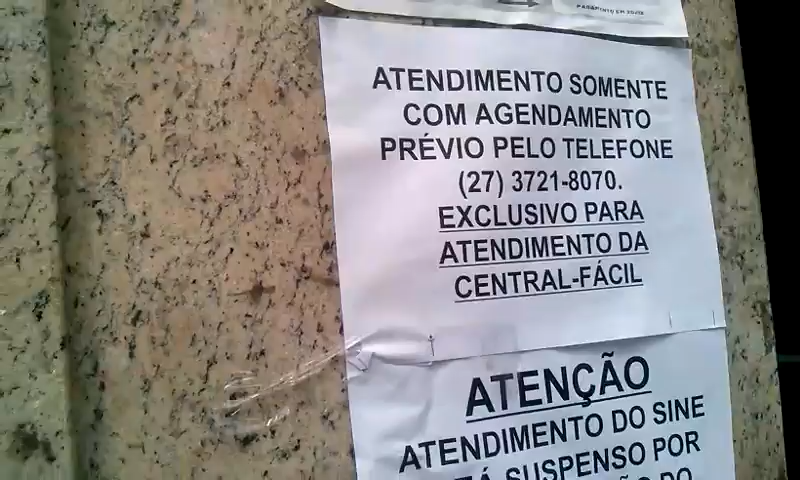 ATENDIMENTO SOMENTE
COM AGENDAMENTO
PRÉVIO PELO TELEFONE
(27) 3721-8070.
EXCLUSIVO PARA
ATENDIMENTO DA
CENTRAL-FÁCIL
ATENÇÃO
ATENDIMENTO DO SINE
SUSPENSO POR
DO